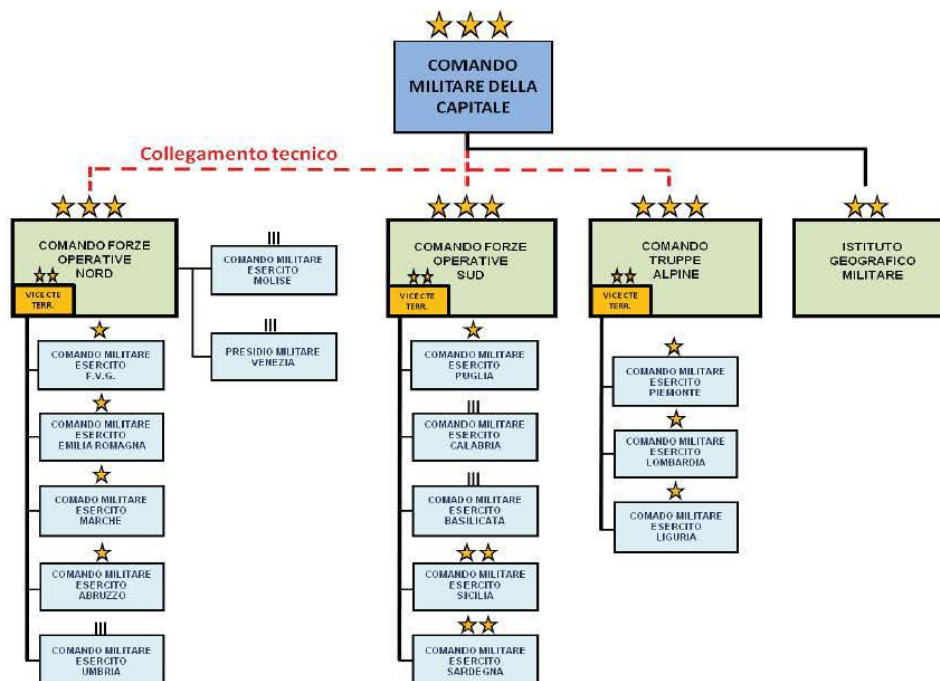 COMANDO
MILITARE DELLA
CAPITALE
Collegamento tecnico
COMANDO FORZE
OPERATIVE
NORD
VICE CTE
TERR.
III
COMANDO MILITARE
ESERCITO
MOLISE
III
PRESIDIO MILITARE
VENEZIA
COMANDO MILITARE
ESERCITO
F.V.G.
COMANDO MILITARE
ESERCITO
EMILIA ROMAGNA
COMADO MILITARE
ESERCITO
MARCHE
COMANDO MILITARE
ESERCITO
ABRUZZO
III
COMANDO MILITARE
ESERCITO
UMBRIA
COMANDO FORZE
OPERATIVE
SUD
VICE CTE
TERR.
COMANDO MILITARE
ESERCITO
PUGLIA
III
COMANDO MILITARE
ESERCITO
CALABRIA
III
COMADO MILITARE
ESERCITO
BASILICATA
COMANDO MILITARE
ESERCITO
SICILIA
COMANDO MILITARE
ESERCITO
SARDEGNA
COMANDO
TRUPPE
ALPINE
VICE CTE
TERR.
COMANDO MILITARE
ESERCITO
PIEMONTE
COMANDO MILITARE
ESERCITO
LOMBARDIA
COMADO MILITARE
ESERCITO
LIGURIA
ISTITUTO
GEOGRAFICO
MILITARE